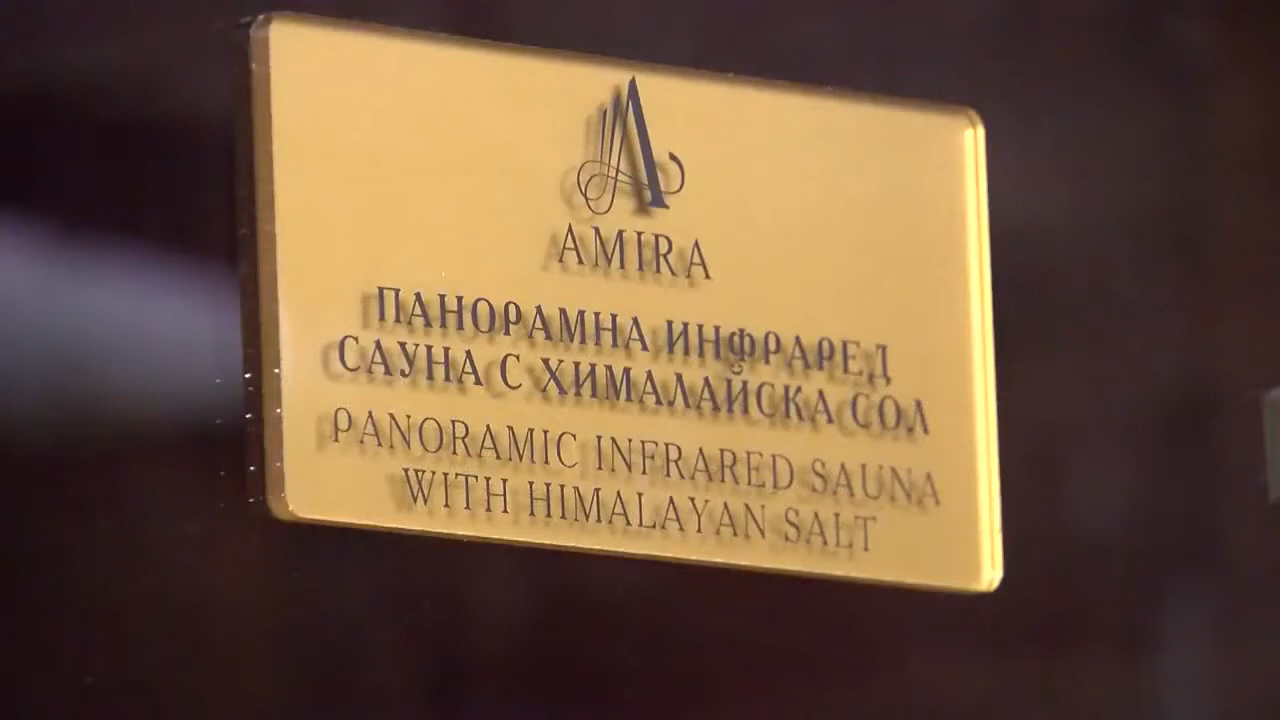 A
AMIRA
ПАНОРАМНА ИНФРАРЕД
САУНА С ХИМАЛАЙСКА СОЛ
PANORAMIC INFRARED SAUNA
WITH HIMALAYAN SALT